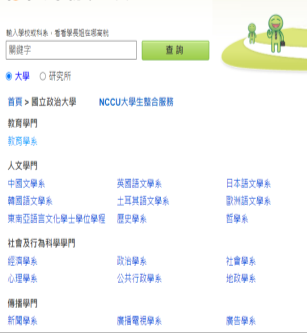 輸入學校或科系，看看學長姐在哪高就
關鍵字 查 詢
大學 研究所
首頁 > 國立政治大學 NCCU大學生整合服務
教育學門
教育學系
人文學門
中國文學系 英國語文學系 日本語文學系
韓國語文學系 土耳其語文學系 歐洲語文學系
東南亞語言文化學士學位學程 歷史學系 哲學系
社會及行為科學學門
經濟學系 政治學系 社會學系
心理學系 公共行政學系 地政學系
傳播學門
新聞學系 廣播電視學系 廣告學系